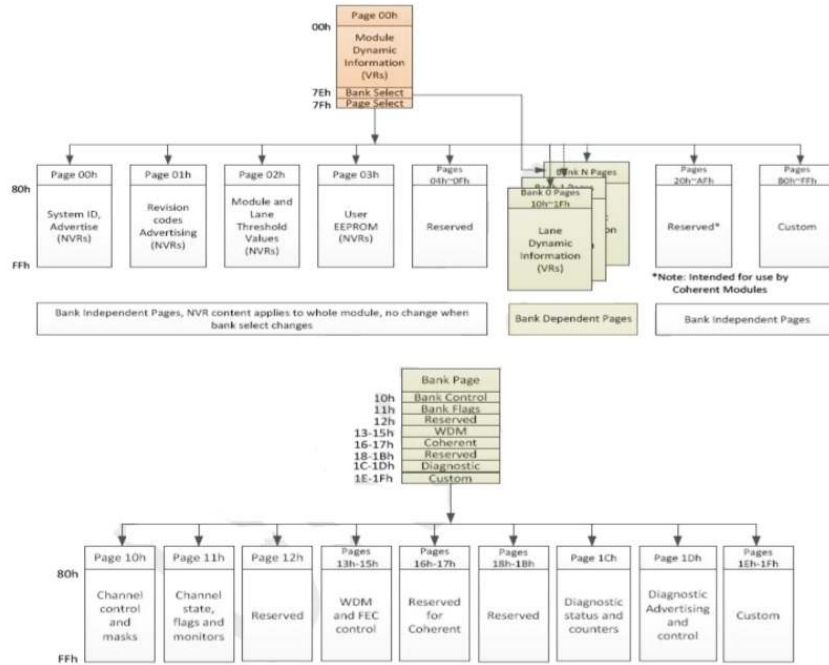 Page 00h
00h
Module
Dynamic
Information
(VRs)
7Eh
Bank Select
7Fh
Page Select
Page 00h
80h
System ID,
Advertise
(NVRs)
FFh
Page 01h
Revision
codes
Advertising
(NVRs)
Page 02h
Module and
Lane
Threshold
Values
(NVRs)
Page 03h
User
EEPROM
(NVRs)
Pages
04h~0Fh
Reserved
Bank N Pages
Bank 0 Pages
10h~1Fh
Lane
Dynamic
Information
(VRs)
Pages
20h~AFh
Reserved*
Pages
B0h~FFh
Custom
*Note: Intended for use by
Coherent Modules
Bank Independent Pages, NVR content applies to whole module, no change when
bank select changes
Bank Dependent Pages
Bank Independent Pages
Bank Page
10h
Bank Control
11h
Bank Flags
12h
Reserved
13-15h
WDM
16-17h
Coherent
18-1Bh
Reserved
1C-1Dh
Diagnostic
1E-1Fh
Custom
Page 10h
80h
Channel
control
and
masks
FFh
Page 11h
Channel
state,
flags and
monitors
Page 12h
Reserved
Pages
13h-15h
WDM
and FEC
control
Pages
16h-17h
Reserved
for
Coherent
Pages
18h-1Bh
Reserved
Page 1Ch
Diagnostic
status and
counters
Page 1Dh
Diagnostic
Advertising
and
control
Pages
1Eh-1Fh
Custom